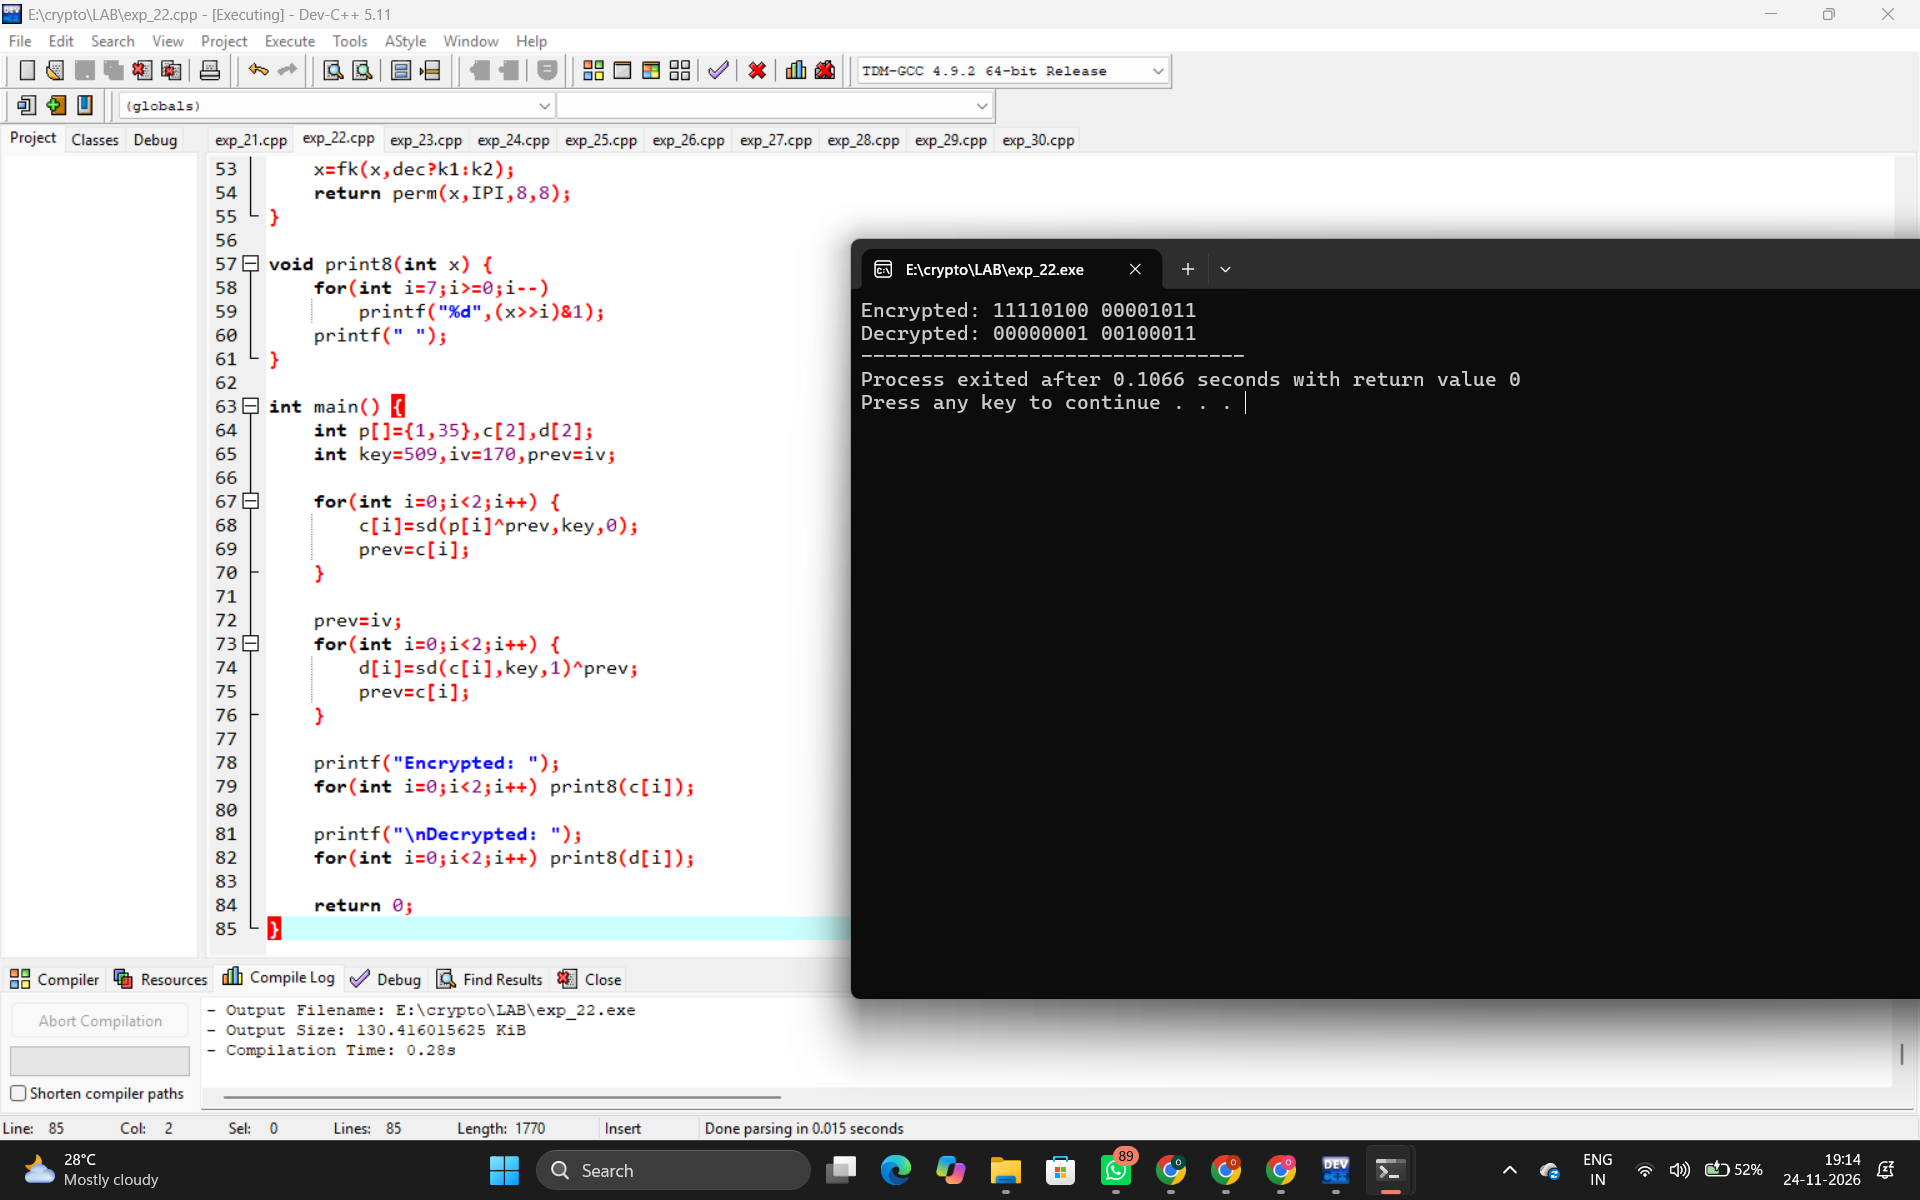 E:\crypto\LAB\exp_22.cpp - [Executing] - Dev-C++ 5.11
File Edit Search View Project Execute Tools AStyle Window Help
TDM-GCC 4.9.2 64-bit Release
(globals)
Project Classes Debug
exp_21.cpp exp_22.cpp exp_23.cpp exp_24.cpp exp_25.cpp exp_26.cpp exp_27.cpp exp_28.cpp exp_29.cpp exp_30.cpp
53 x=fk(x,dec?k1:k2);
54 return perm(x,IPI,8,8);
55 }
56
57 void print8(int x) {
58 for(int i=7;i>=0;i--)
59 printf("%d",(x>>i)&1);
60 printf(" ");
61 }
62
63 int main() {
64 int p[]={1,35},c[2],d[2];
65 int key=509,iv=170,prev=iv;
66
67 for(int i=0;i<2;i++) {
68 c[i]=sd(p[i]^prev,key,0);
69 prev=c[i];
70 }
71
72 prev=iv;
73 for(int i=0;i<2;i++) {
74 d[i]=sd(c[i],key,1)^prev;
75 prev=c[i];
76 }
77
78 printf("Encrypted: ");
79 for(int i=0;i<2;i++) print8(c[i]);
80
81 printf("\nDecrypted: ");
82 for(int i=0;i<2;i++) print8(d[i]);
83
84 return 0;
85 }
E:\crypto\LAB\exp_22.exe
Encrypted: 11110100 00001011
Decrypted: 00000001 00100011
--------------------------------
Process exited after 0.1066 seconds with return value 0
Press any key to continue . . .
Compiler Resources Compile Log Debug Find Results Close
Abort Compilation
Shorten compiler paths
- Output Filename: E:\crypto\LAB\exp_22.exe
- Output Size: 130.416015625 KiB
- Compilation Time: 0.28s
Line: 85 Col: 2 Sel: 0 Lines: 85 Length: 1770 Insert Done parsing in 0.015 seconds
28°C
Mostly cloudy
Search
89
DEV
C++
ENG
IN
52%
19:14
24-11-2026